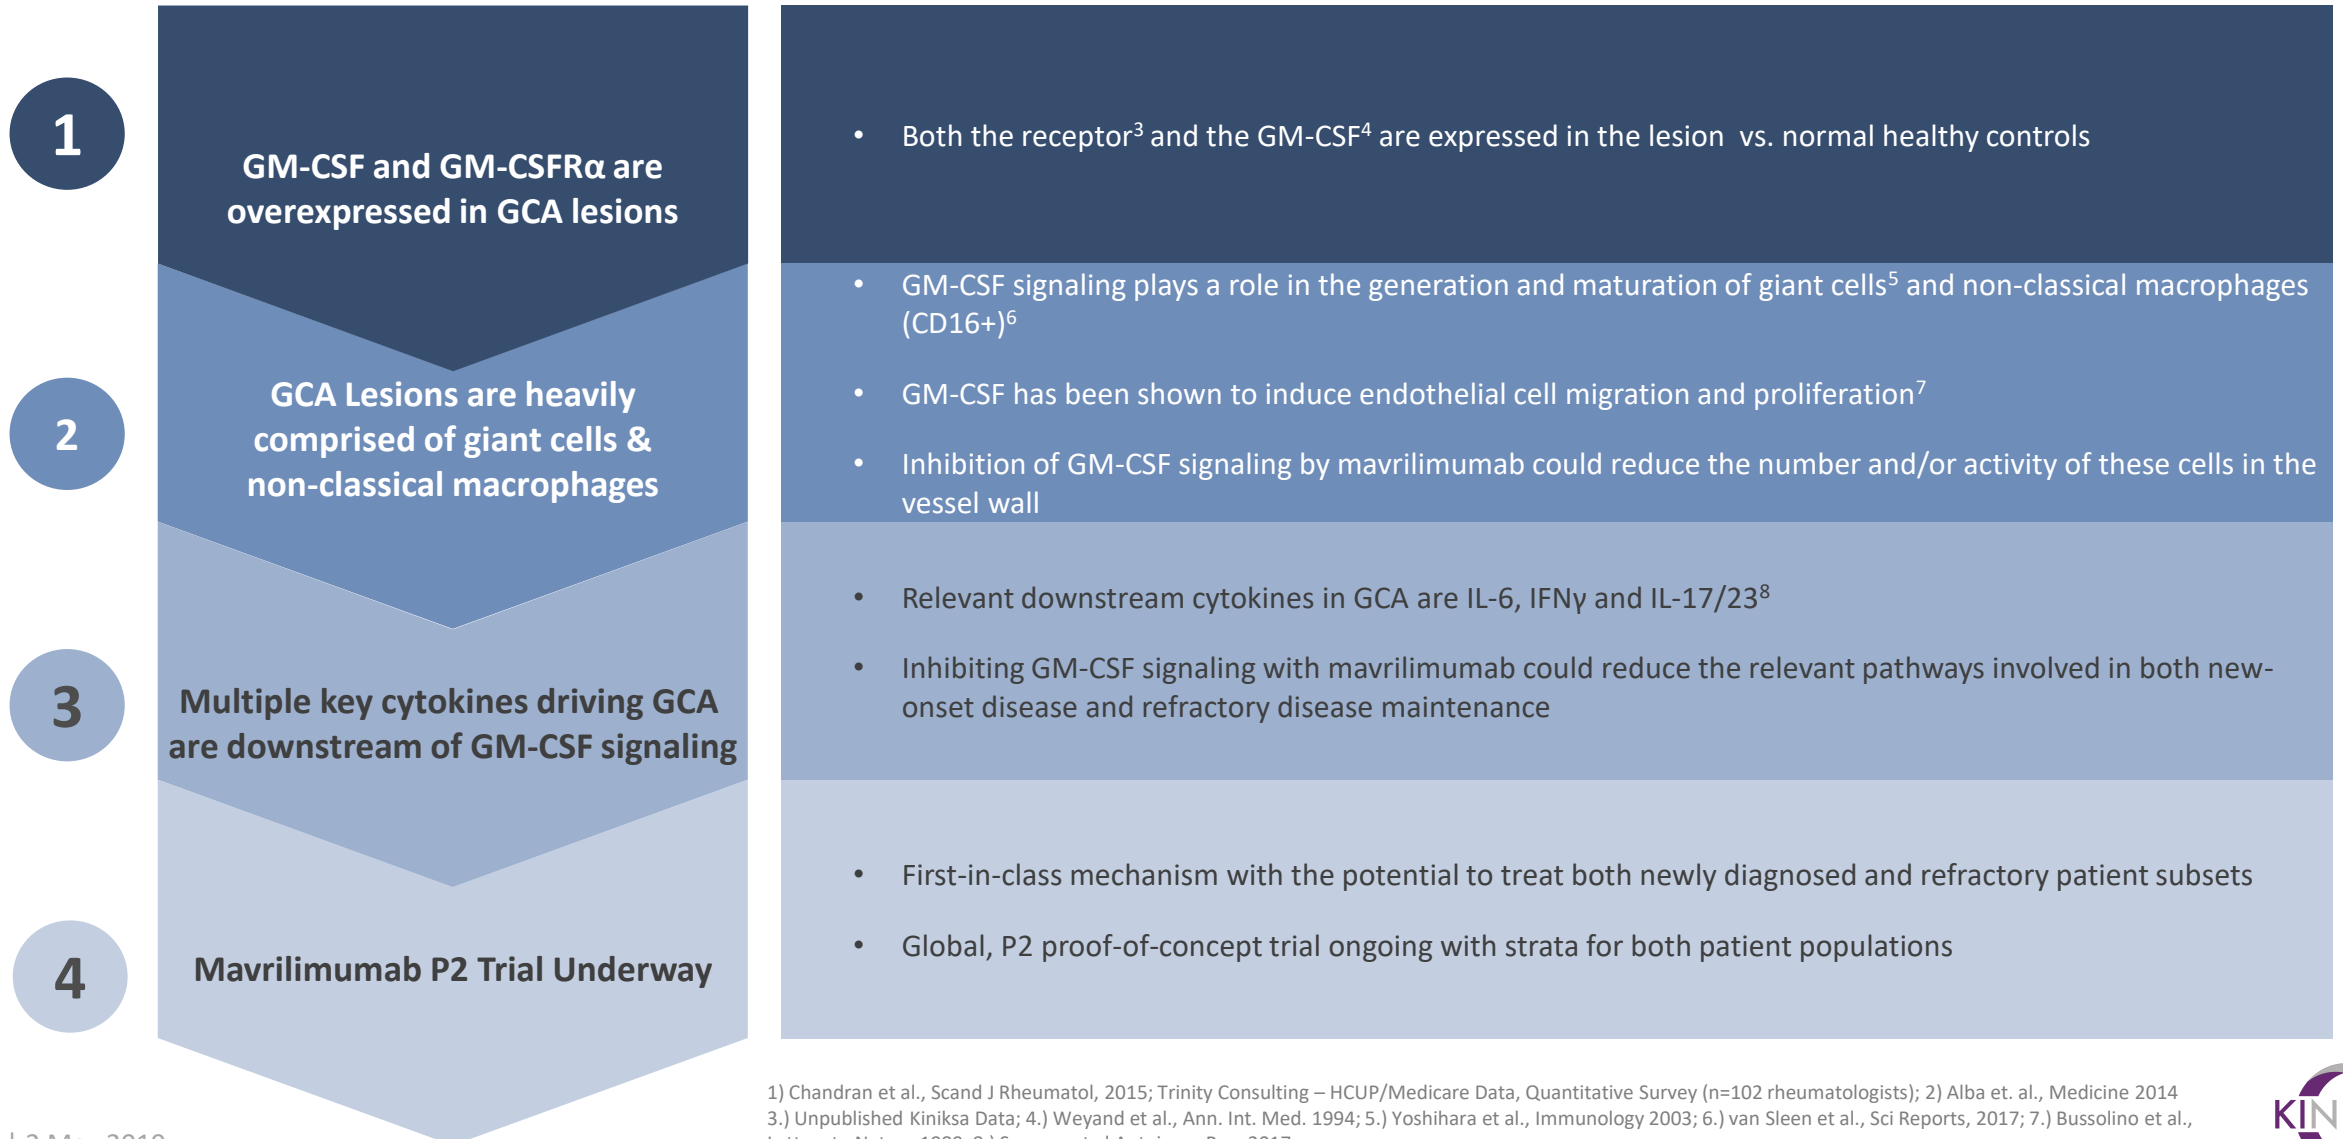 1
GM-CSF and GM-CSFRα are
overexpressed in GCA lesions
• Both the receptor³ and the GM-CSF⁴ are expressed in the lesion vs. normal healthy controls
2
GCA Lesions are heavily
comprised of giant cells &
non-classical macrophages
• GM-CSF signaling plays a role in the generation and maturation of giant cells⁵ and non-classical macrophages
(CD16+)⁶
• GM-CSF has been shown to induce endothelial cell migration and proliferation⁷
• Inhibition of GM-CSF signaling by mavrilimumab could reduce the number and/or activity of these cells in the
vessel wall
3
Multiple key cytokines driving GCA
are downstream of GM-CSF signaling
• Relevant downstream cytokines in GCA are IL-6, IFNγ and IL-17/23⁸
• Inhibiting GM-CSF signaling with mavrilimumab could reduce the relevant pathways involved in both new-
onset disease and refractory disease maintenance
4
Mavrilimumab P2 Trial Underway
• First-in-class mechanism with the potential to treat both newly diagnosed and refractory patient subsets
• Global, P2 proof-of-concept trial ongoing with strata for both patient populations
1) Chandran et al., Scand J Rheumatol, 2015; Trinity Consulting – HCUP/Medicare Data, Quantitative Survey (n=102 rheumatologists); 2) Alba et. al., Medicine 2014
3.) Unpublished Kiniksa Data; 4.) Weyand et al., Ann. Int. Med. 1994; 5.) Yoshihara et al., Immunology 2003; 6.) van Sleen et al., Sci Reports, 2017; 7.) Bussolino et al.,
KIN